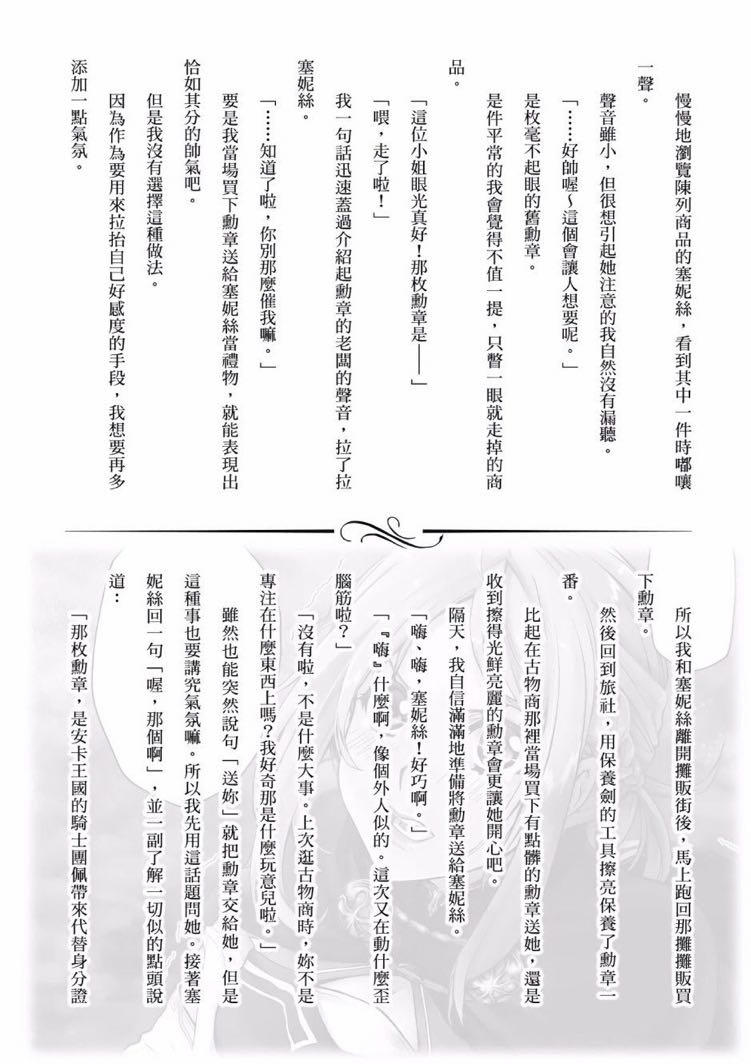 慢慢地瀏覽陳列商品的塞妮絲，看到其中一件時嘟囔
一聲。
聲音雖小，但很想引起她注意的我自然沒有漏聽。
「……好帥喔～這個會讓人想要呢。」
是枚毫不起眼的舊勳章。
是件平常的我會覺得不值一提，只瞥一眼就走掉的商
品。
「這位小姐眼光真好！那枚勳章是——」
「喂，走了啦！」
我一句話迅速蓋過介紹起勳章的老闆的聲音，拉了拉
塞妮絲。
「……知道了啦，你別那麼催我嘛。」
要是我當場買下勳章送給塞妮絲當禮物，就能表現出
恰如其分的帥氣吧。
但是我沒有選擇這種做法。
因為作為要用來拉抬自己好感度的手段，我想要再多
添加一點氣氛。
所以我和塞妮絲離開攤販街後，馬上跑回那攤攤販買
下勳章。
然後回到旅社，用保養劍的工具擦亮保養了勳章一
番。
比起在古物商那裡當場買下有點髒的勳章送她，還是
收到擦得光鮮亮麗的勳章會更讓她開心吧。
隔天，我自信滿滿地準備將勳章送給塞妮絲。
「嗨、嗨，塞妮絲！好巧啊。」
「『嗨』什麼啊，像個外人似的。這次又在動什麼歪
腦筋啦？」
「沒有啦，不是什麼大事。上次逛古物商時，妳不是
專注在什麼東西上嗎？我好奇那是什麼玩意兒啦。」
雖然也能突然說句「送妳」就把勳章交給她，但是
這種事也要講究氣氛嘛。所以我先用這話題問她。接著塞
妮絲回一句「喔，那個啊」，並一副了解一切似的點頭說
道：
「那枚勳章，是安卡王國的騎士團佩帶來代替身分證